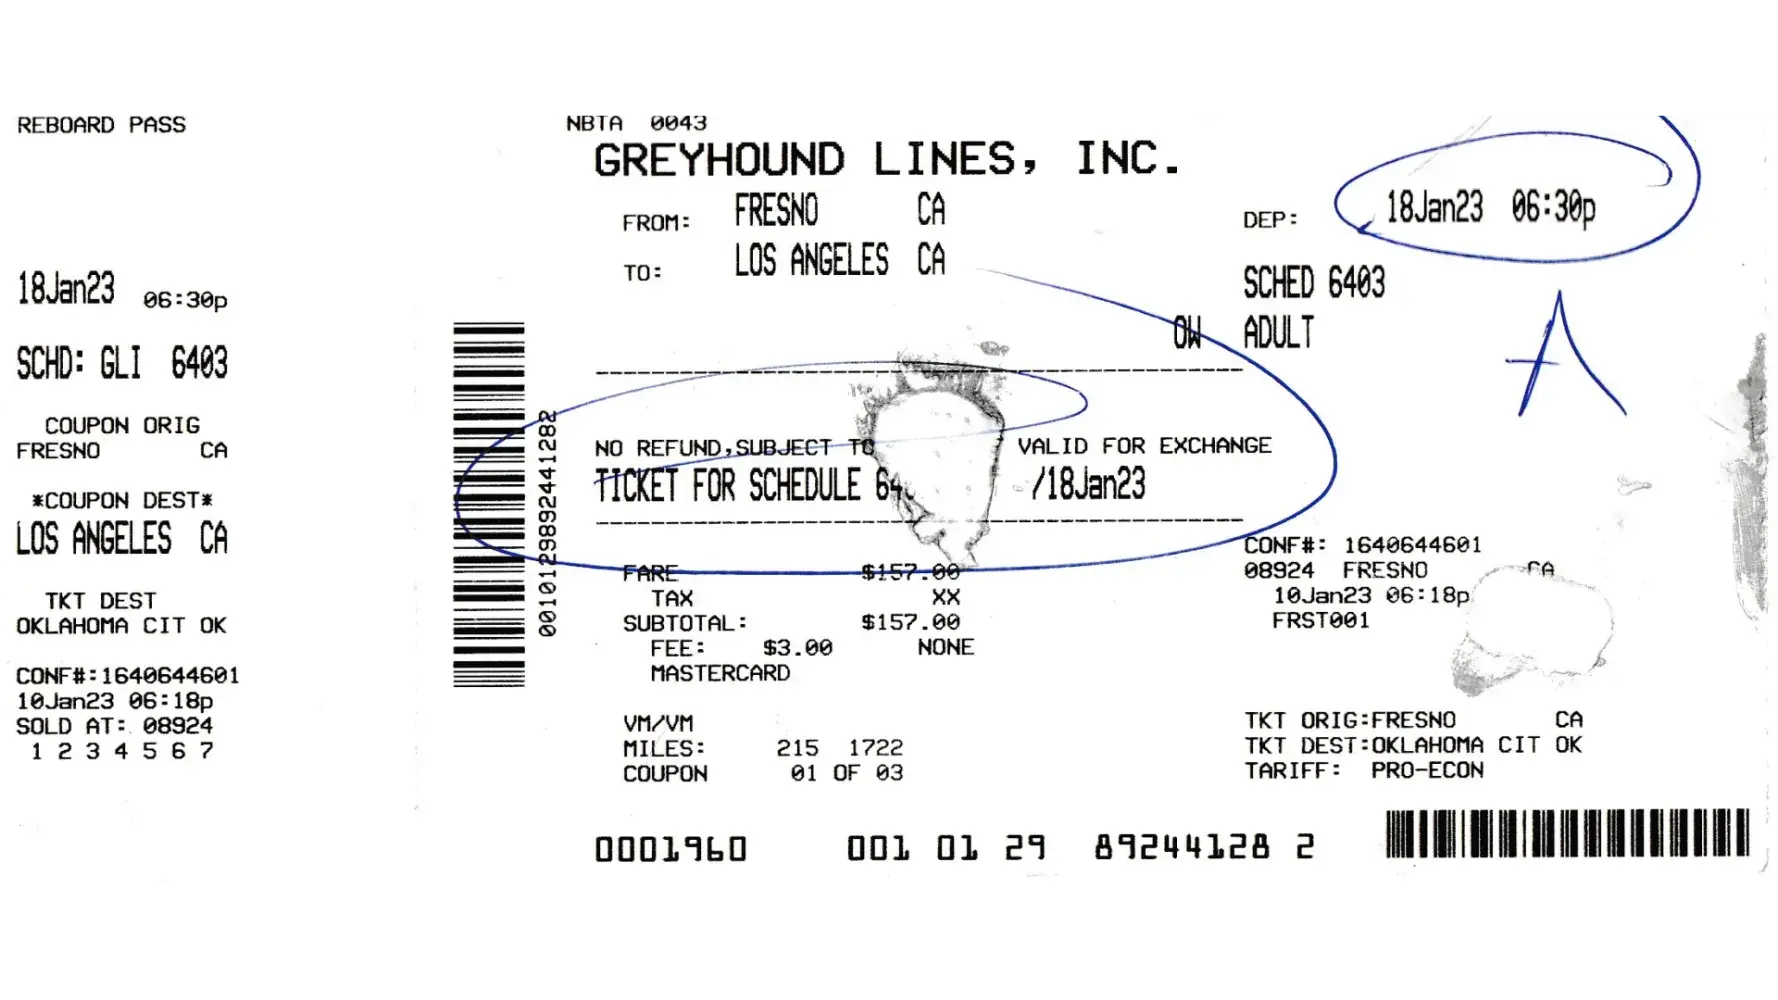 REBOARD PASS
18Jan23 06:30p
SCHD: GLI 6403
COUPON ORIG
FRESNO CA
*COUPON DEST*
LOS ANGELES CA
TKT DEST
OKLAHOMA CIT OK
CONF#:1640644601
10Jan23 06:18p
SOLD AT: 08924
1 2 3 4 5 6 7
00101298924412​82
NBTA 0043
GREYHOUND LINES, INC.
FROM: FRESNO CA
TO: LOS ANGELES CA
DEP: 18Jan23 06:30p
SCHED 6403
OW ADULT
NO REFUND,SUBJECT TO VALID FOR EXCHANGE
TICKET FOR SCHEDULE /18Jan23
FARE $157.00
TAX XX
SUBTOTAL: $157.00
FEE: $3.00 NONE
MASTERCARD
VM/VM
MILES: 215 1722
COUPON 01 OF 03
CONF#: 1640644601
08924 FRESNO CA
10Jan23 06:18p
FRST001
TKT ORIG:FRESNO CA
TKT DEST:OKLAHOMA CIT OK
TARIFF: PRO-ECON
0001960 001 01 29 89244128 2